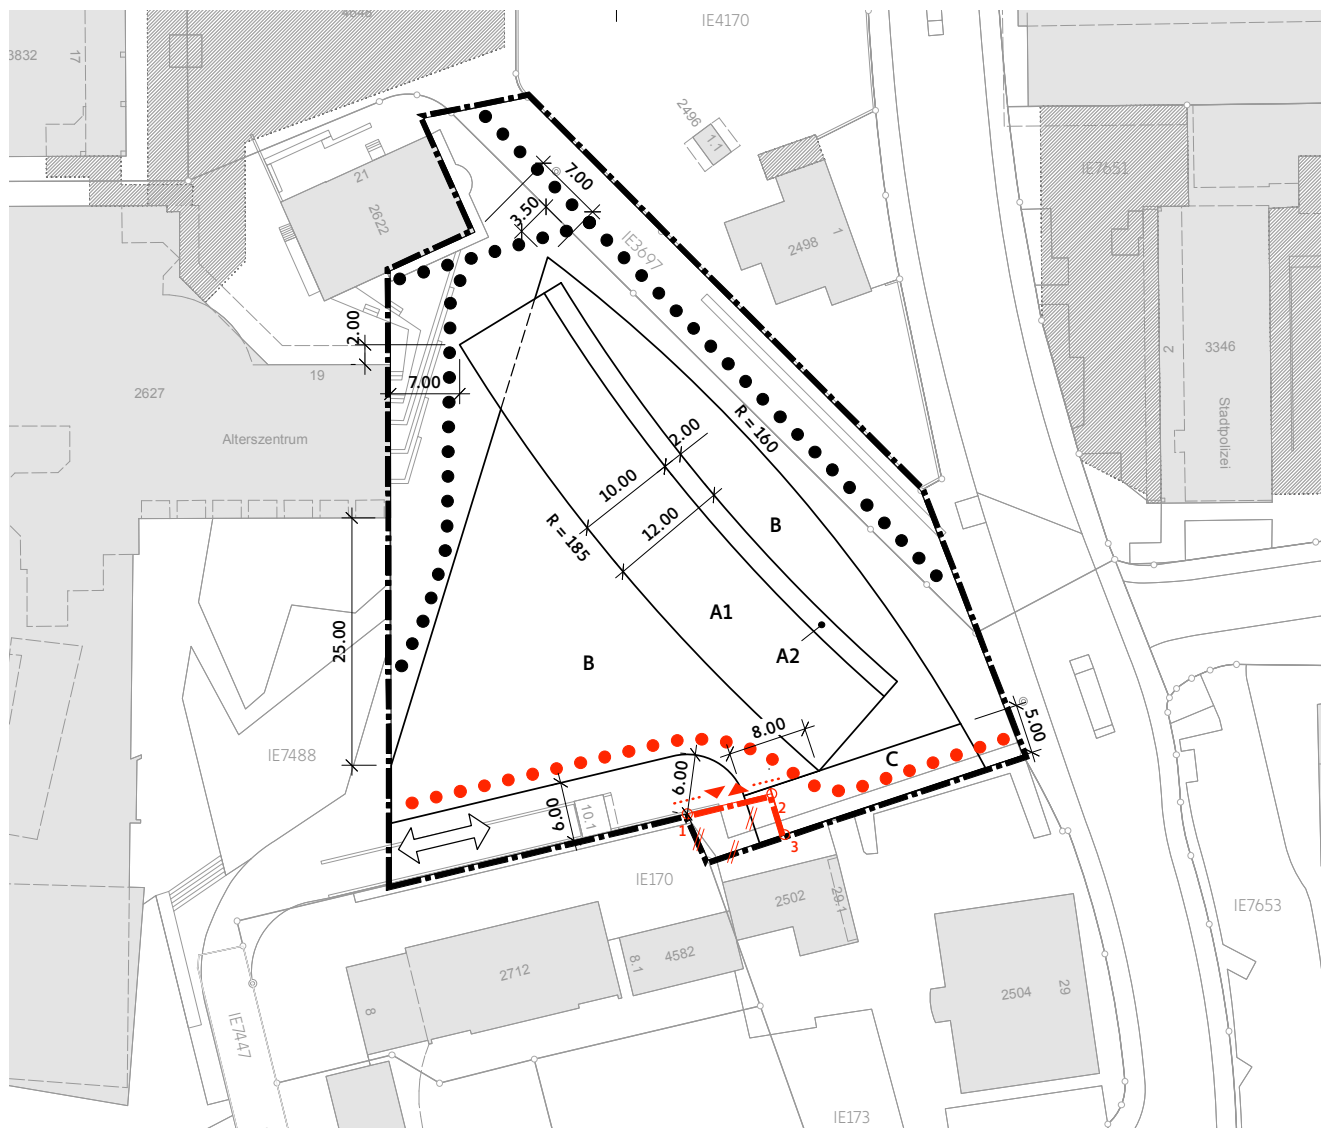 4648
IE4170
3832
17
2496
1.1
21
2622
7.00
3.50
IE3697
2498
1
IE7651
2.00
19
7.00
2627
Alterszentrum
R = 160
2
3346
Stadtpolizei
2.00
10.00
12.00
R = 185
B
A1
A2
B
25.00
IE7488
8.00
5.00
C
6.00
6.00
10.1
1
2
3
IE170
2502
29.1
IE7653
2712
8.1
4582
8
2504
29
IE7447
IE173